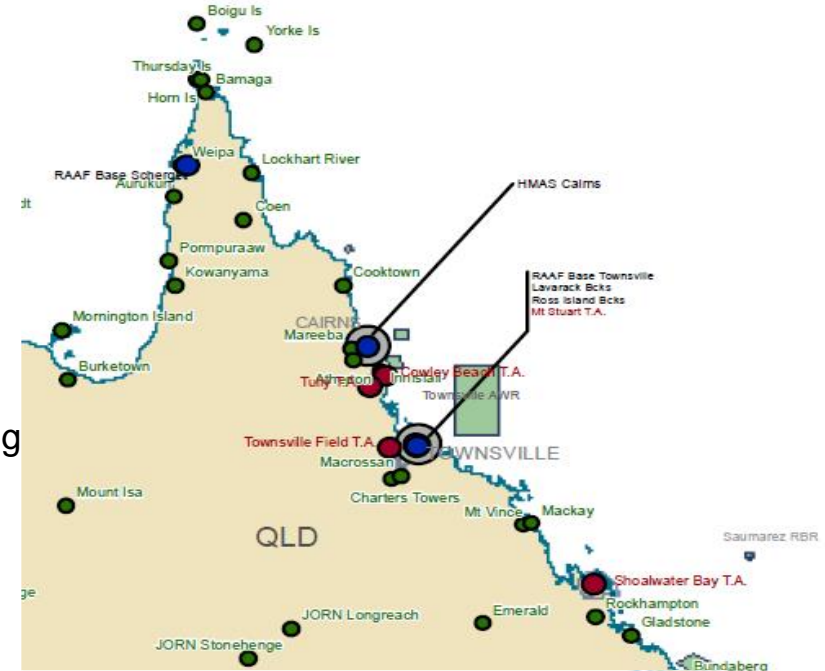 Boigu Is
Yorke Is
Thursday Is
Bamaga
Horn Is
Weipa
RAAF Base Scherger
Lockhart River
Aurukun
dt
HMAS Cairns
Coen
Pormpuraaw
Kowanyama
Cooktown
RAAF Base Townsville
Lavarack Bcks
Ross Island Bcks
Mt Stuart T.A.
Mornington Island
CAIRNS
Mareeba
Burketown
Cowley Beach T.A.
Atherton
Innisfail
Tully T.A.
Townsville AWR
g
Townsville Field T.A.
TOWNSVILLE
Macrossan
Mount Isa
Charters Towers
Mt Vince
Mackay
QLD
Saumarez RBR
Shoalwater Bay T.A.
ge
Rockhampton
Emerald
JORN Longreach
Gladstone
JORN Stonehenge
Bundaberg